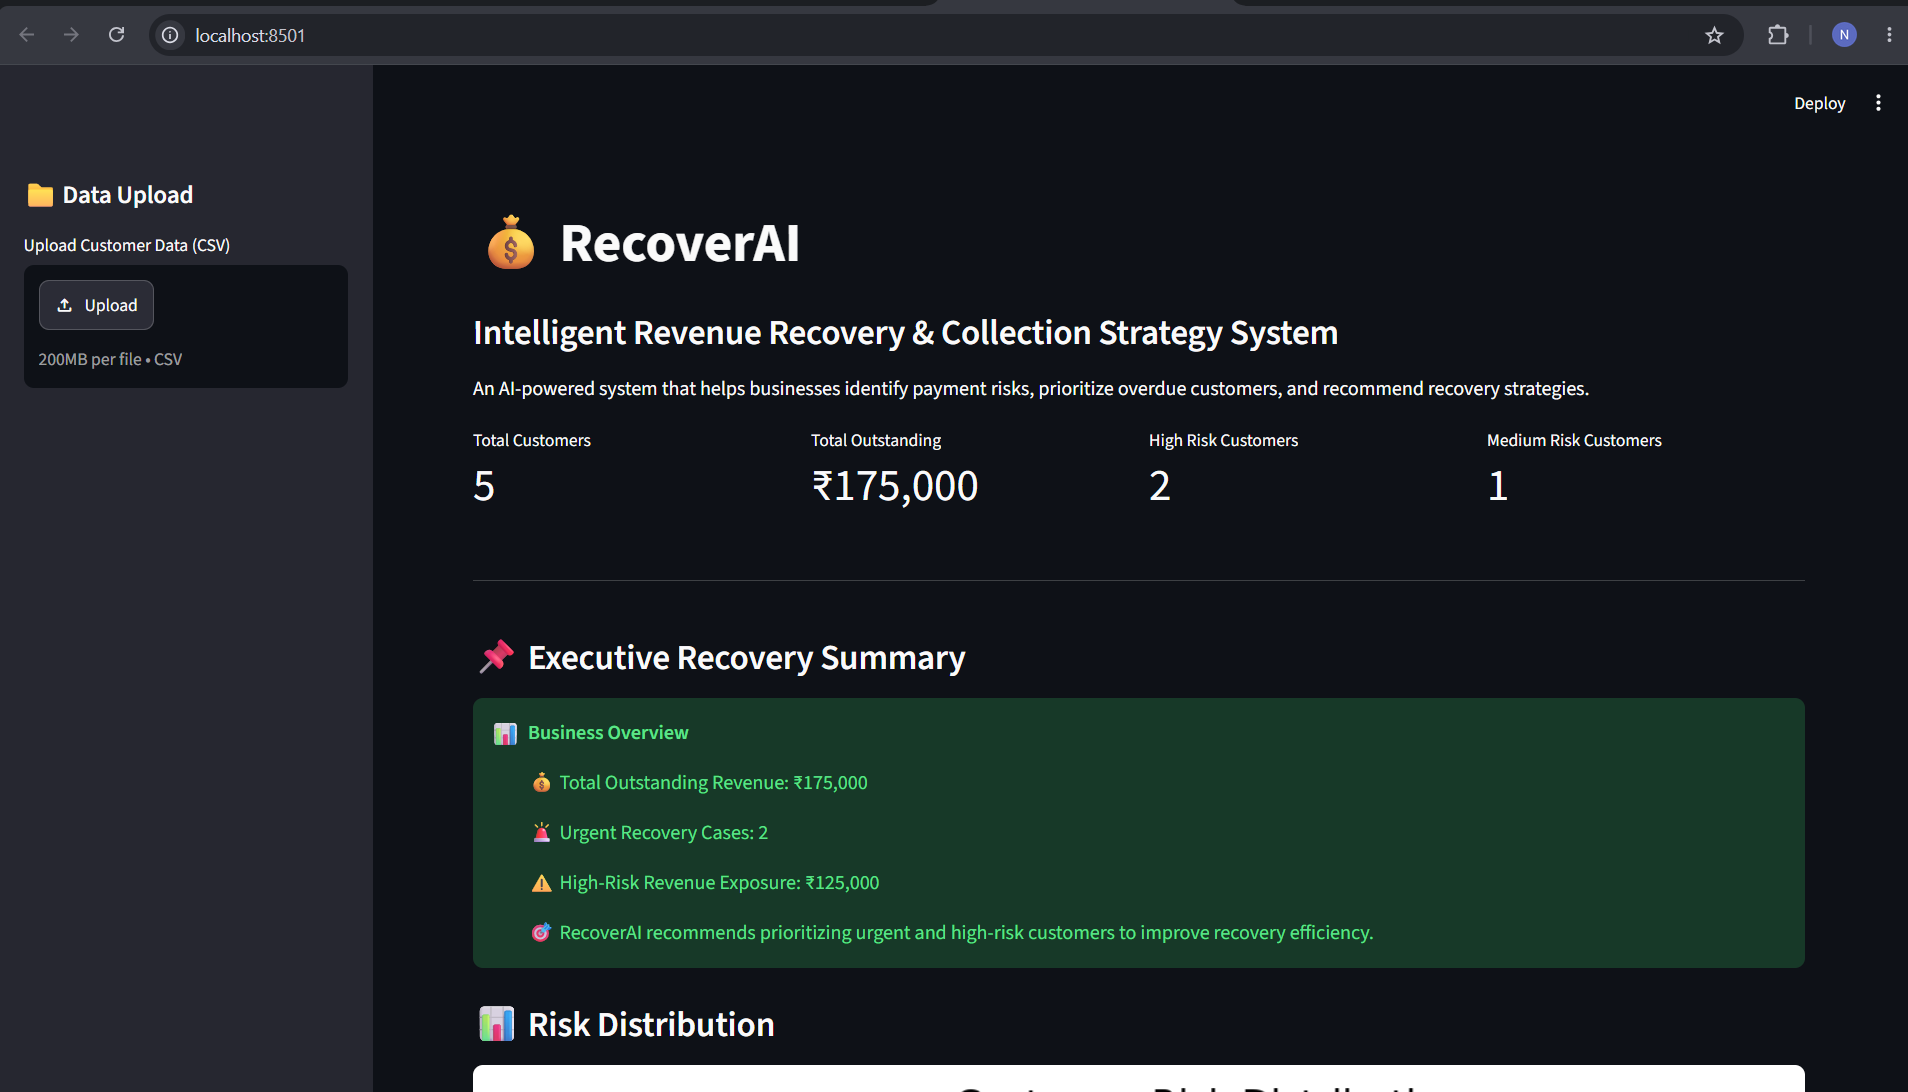 localhost:8501
N
Deploy
Data Upload
Upload Customer Data (CSV)
Upload
200MB per file • CSV
RecoverAI
Intelligent Revenue Recovery & Collection Strategy System
An AI-powered system that helps businesses identify payment risks, prioritize overdue customers, and recommend recovery strategies.
Total Customers
5
Total Outstanding
₹175,000
High Risk Customers
2
Medium Risk Customers
1
Executive Recovery Summary
Business Overview
Total Outstanding Revenue: ₹175,000
Urgent Recovery Cases: 2
High-Risk Revenue Exposure: ₹125,000
RecoverAI recommends prioritizing urgent and high-risk customers to improve recovery efficiency.
Risk Distribution